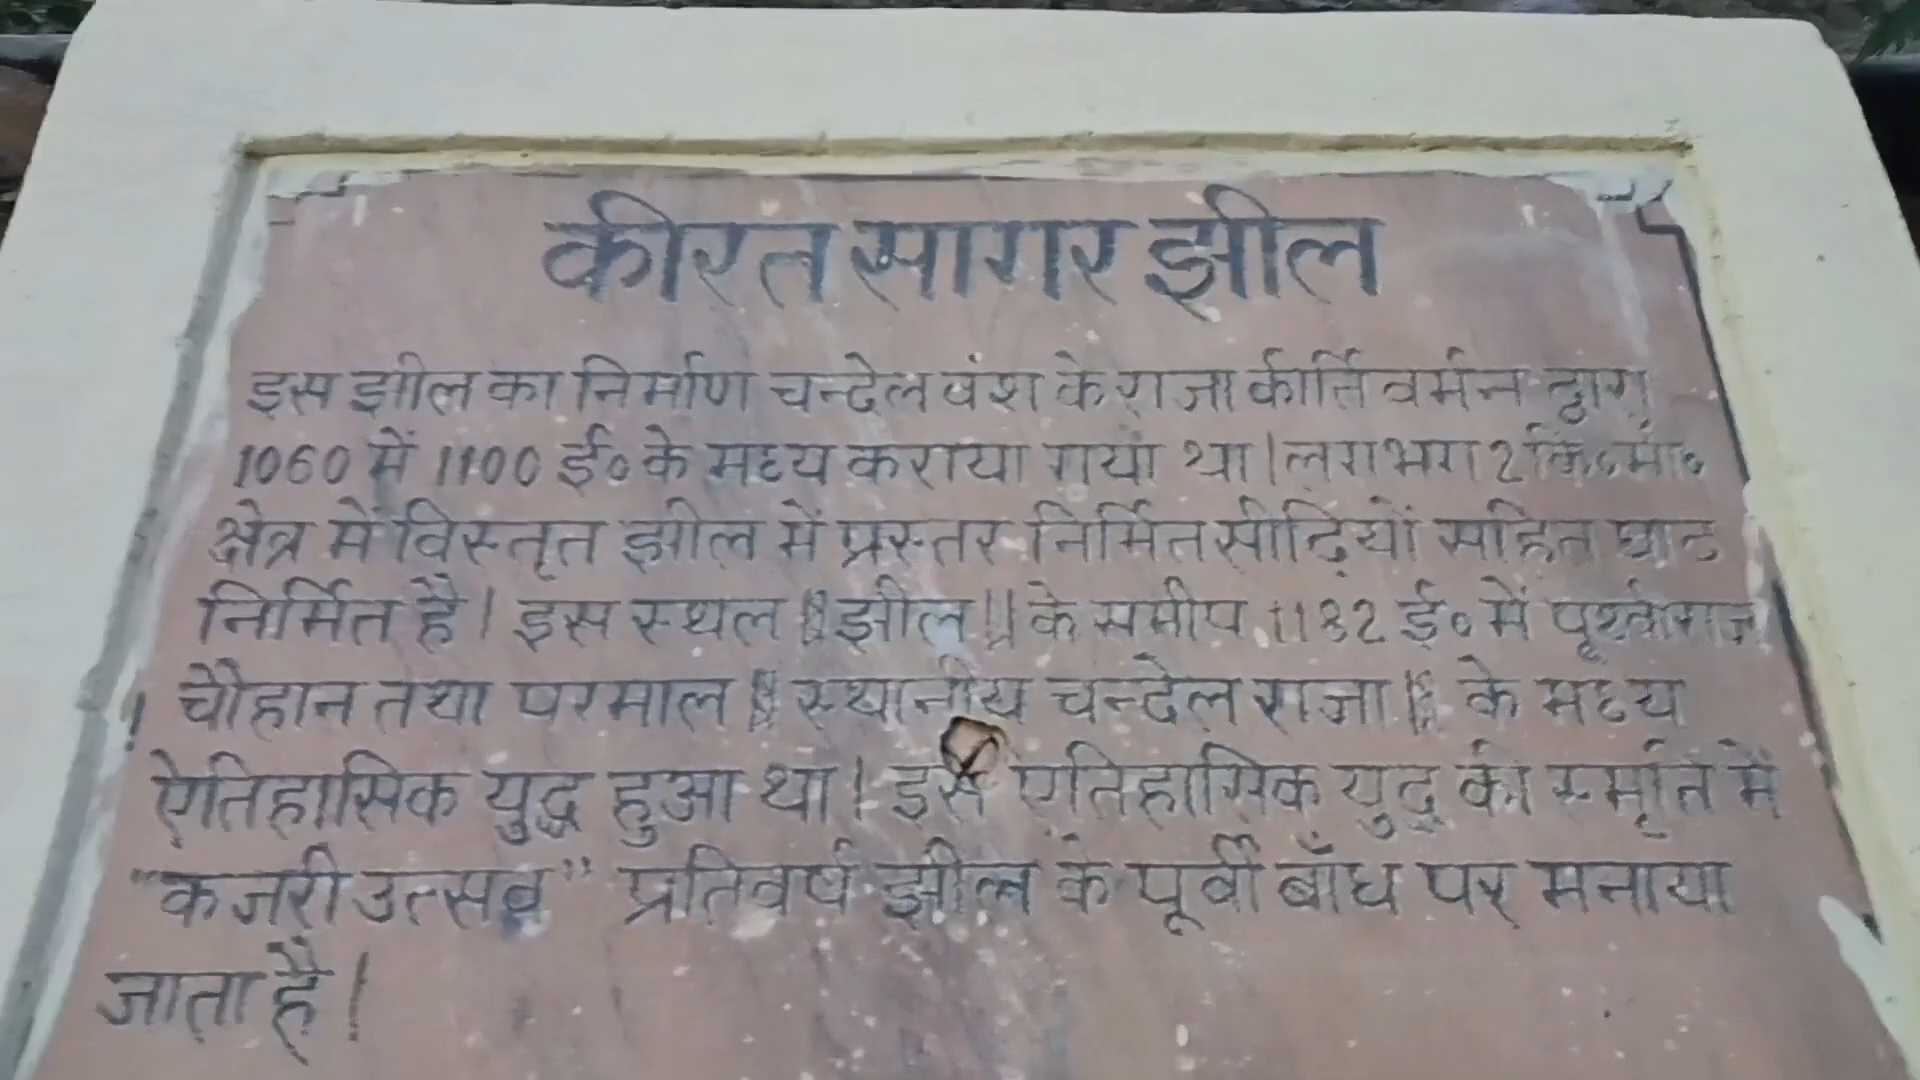 कीरत सागर झील
इस झील का निर्माण चन्देल वंश के राजा कीर्ति वर्मन द्वारा
1060 में 1100 ई० के मध्य कराया गया था। लगभग 2 कि०मी०
क्षेत्र में विस्तृत झील में प्रस्तर निर्मित सीढ़ियों सहित घाट
निर्मित है। इस स्थल ॥झील॥ के समीप 1182 ई० में पृथ्वीराज
चौहान तथा परमाल ॥स्थानीय चन्देल राजा॥ के मध्य
ऐतिहासिक युद्ध हुआ था। इस ऐतिहासिक युद्ध की स्मृति में
"कजरी उत्सव" प्रतिवर्ष झील के पूर्वी बाँध पर मनाया
जाता है।